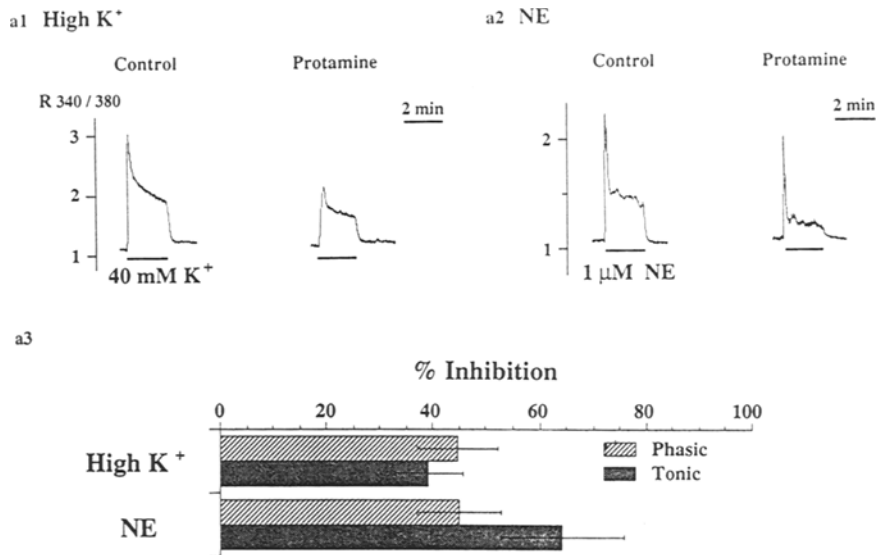 a1 High K⁺
a2 NE
Control Protamine
Control Protamine
R 340 / 380
2 min
2 min
3
2
1
2
1
40 mM K⁺
1 μM NE
a3
% Inhibition
0 20 40 60 80 100
High K⁺
NE
Phasic
Tonic